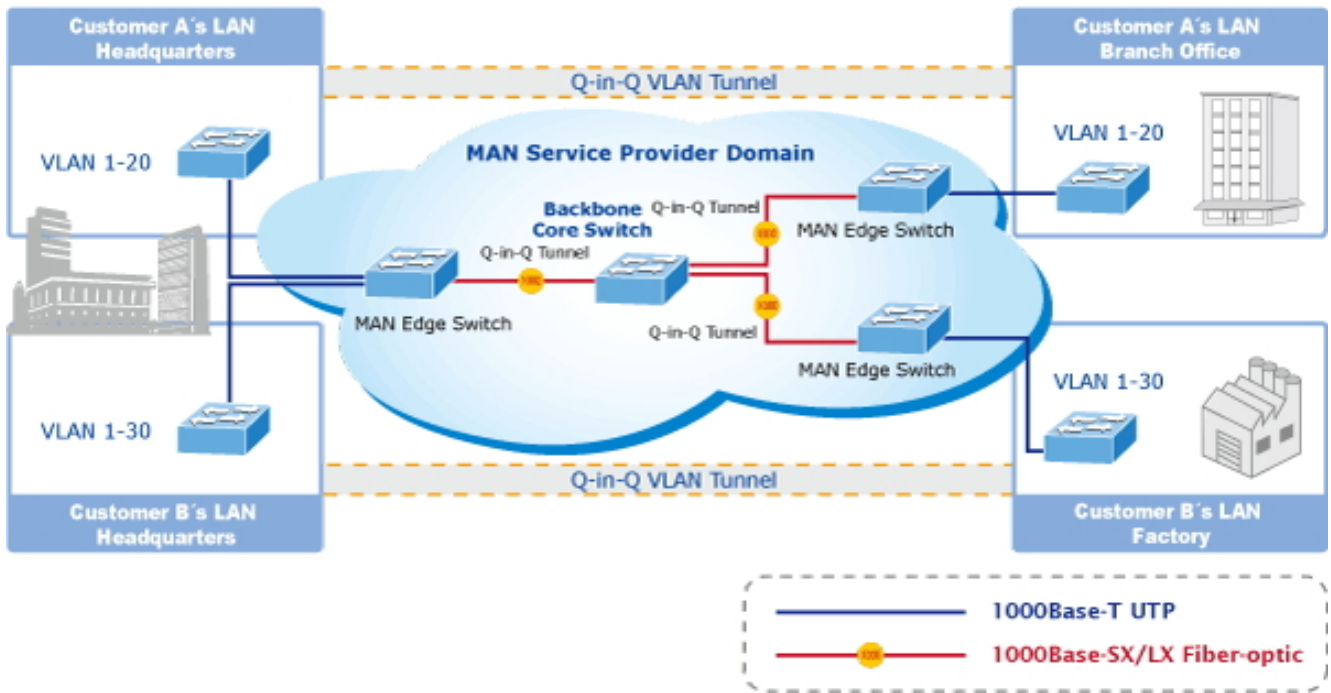 Customer A´s LAN
Headquarters
Customer A´s LAN
Branch Office
Q-in-Q VLAN Tunnel
VLAN 1-20
VLAN 1-20
MAN Service Provider Domain
Q-in-Q Tunnel
Backbone
Core Switch
MAN Edge Switch
Q-in-Q Tunnel
MAN Edge Switch
Q-in-Q Tunnel
MAN Edge Switch
VLAN 1-30
VLAN 1-30
Q-in-Q VLAN Tunnel
Customer B´s LAN
Headquarters
Customer B´s LAN
Factory
1000Base-T UTP
1000Base-SX/LX Fiber-optic